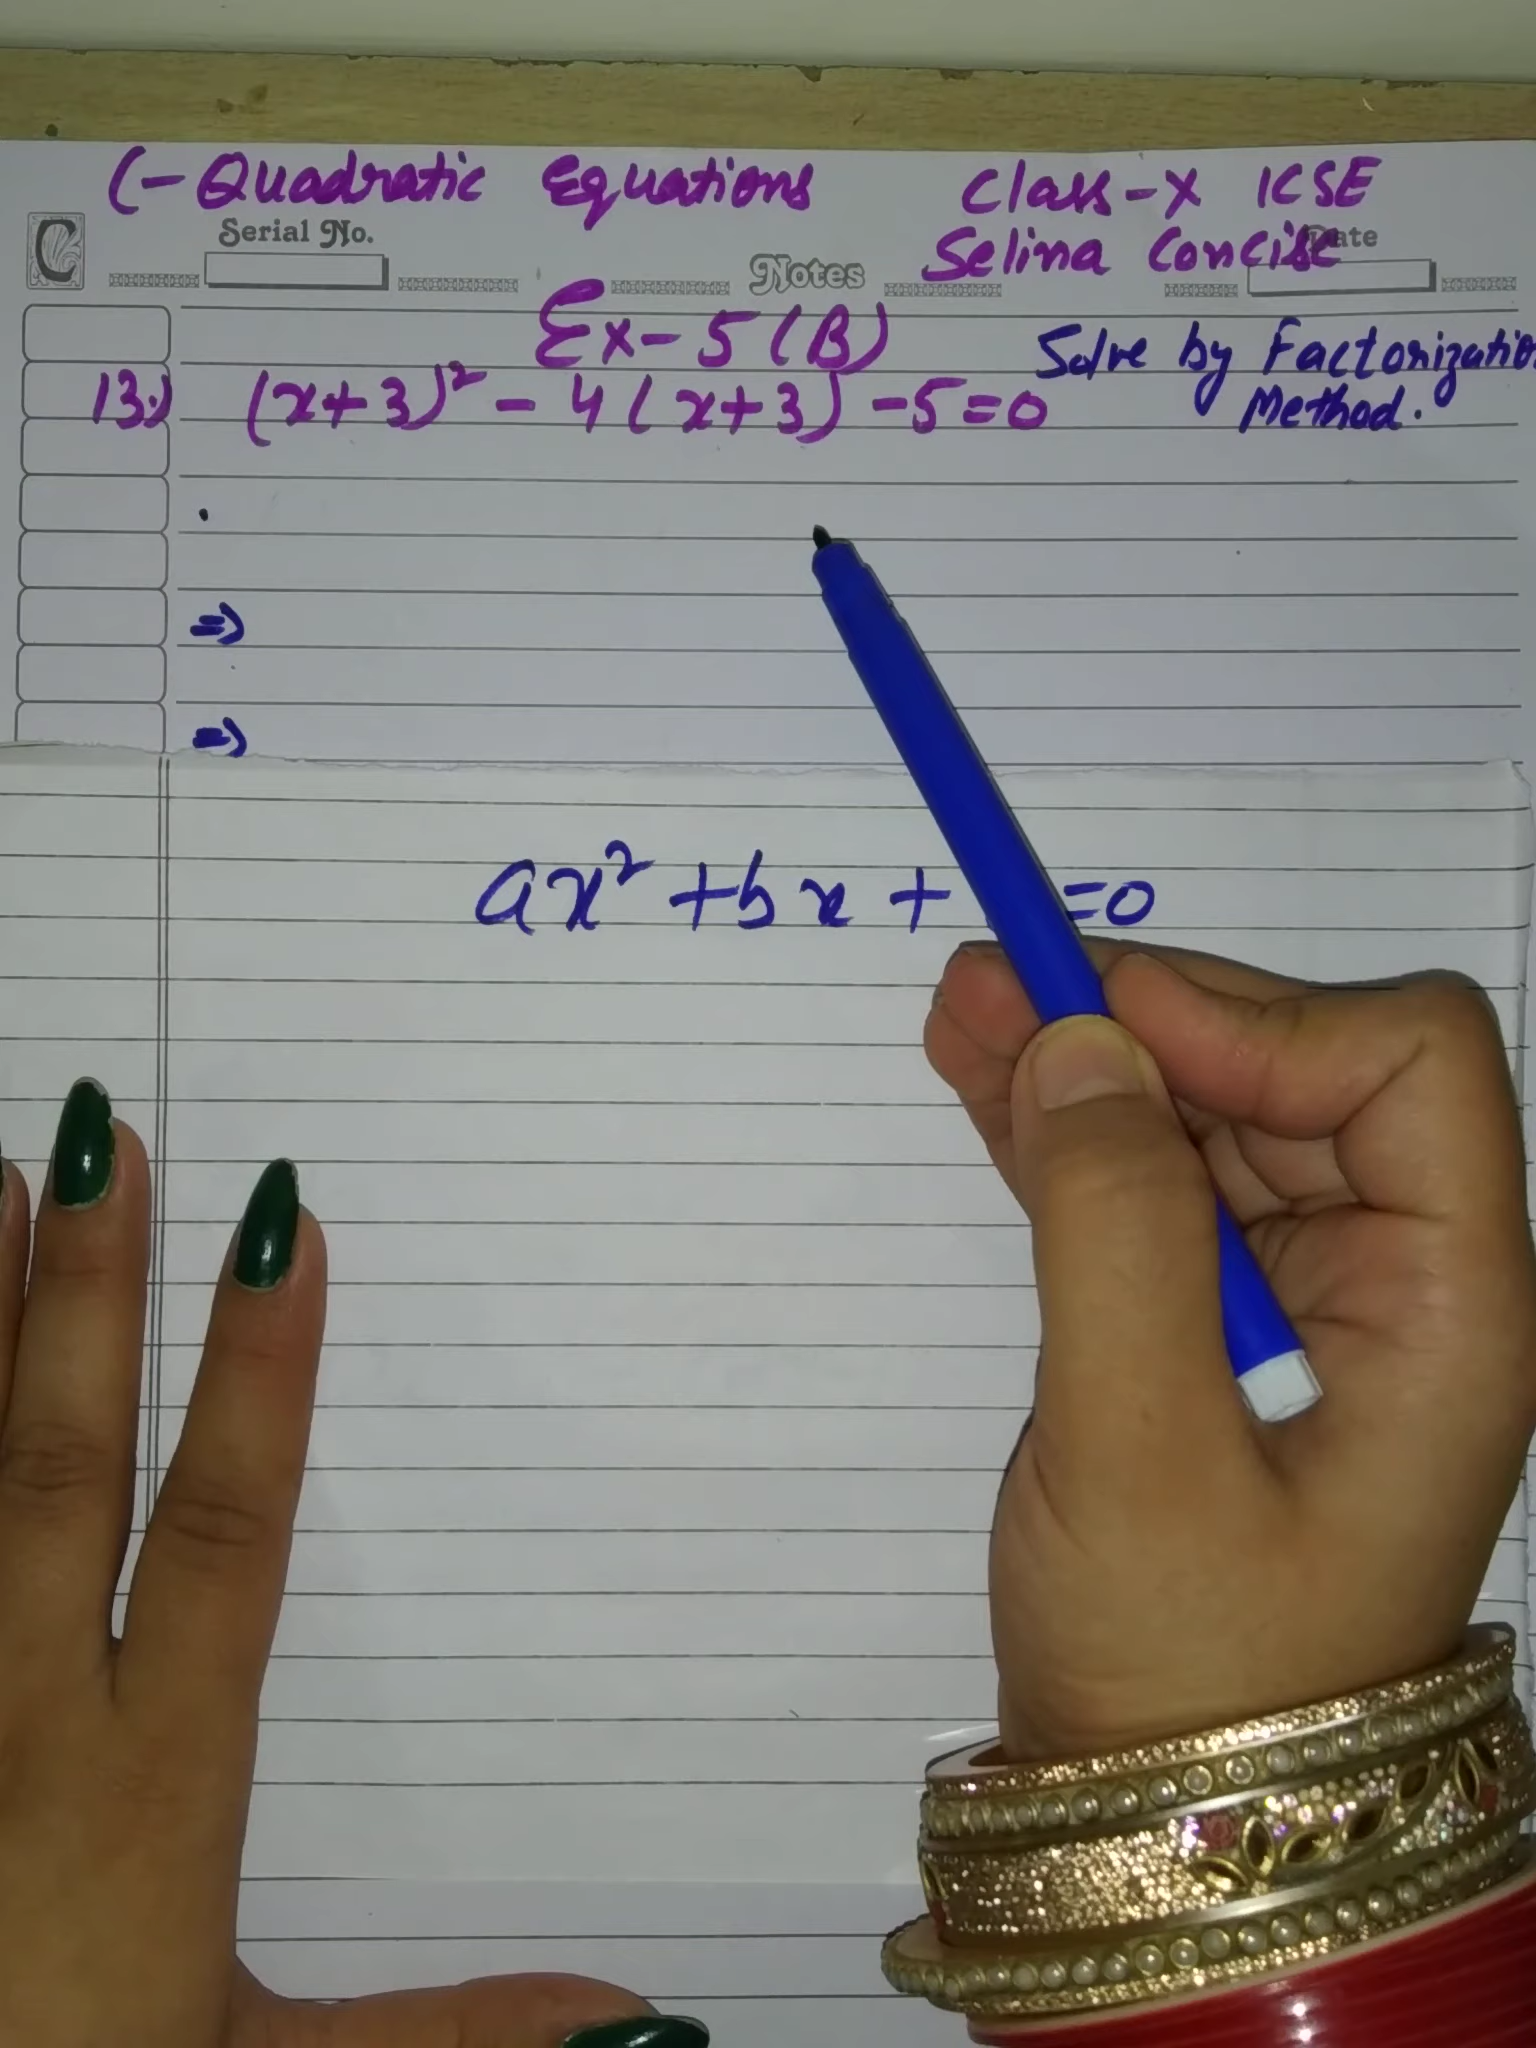 (- Quadratic Equations Class-X ICSE
C Serial No. Notes Selina Concise Date
Ex-5(B) Solve by Factorization
13.) (x+3)² - 4(x+3) -5=0 Method.
⇒
⇒
ax² +bx + =0